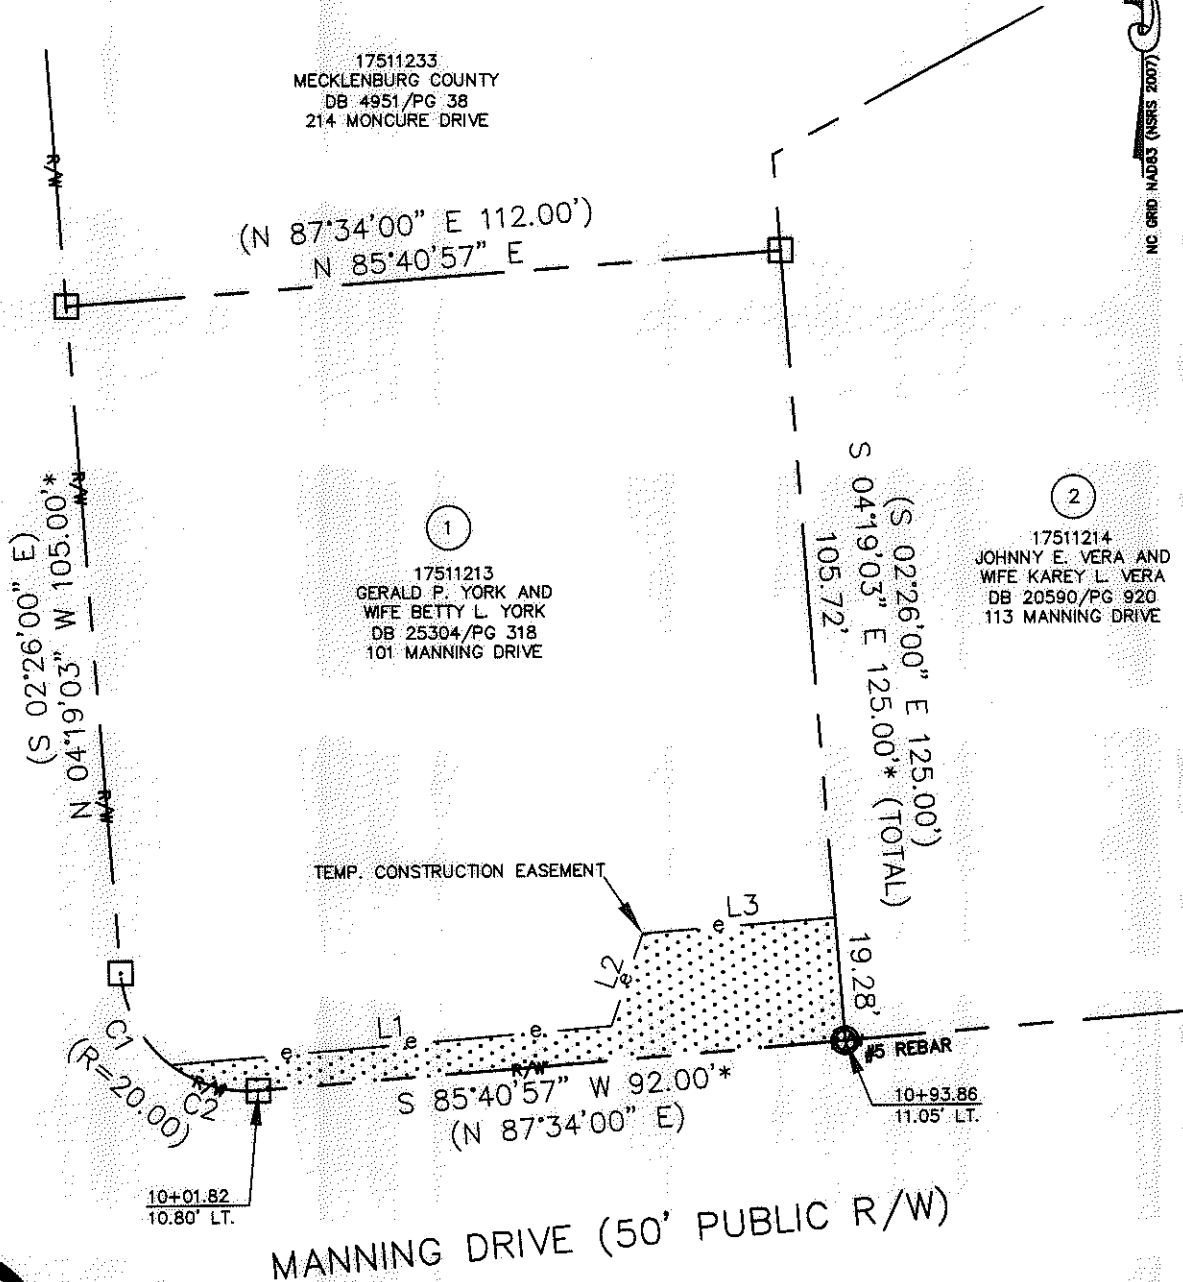 17511233
MECKLENBURG COUNTY
DB 4951/PG 38
214 MONCURE DRIVE
NC GRID NAD83 (NSRS 2007)
R/W
(N 87°34'00" E 112.00')
N 85°40'57" E
(S 02°26'00" E)
N 04°19'03" W 105.00'*
R/W
R/W
1
17511213
GERALD P. YORK AND
WIFE BETTY L. YORK
DB 25304/PG 318
101 MANNING DRIVE
(S 02°26'00" E 125.00')
S 04°19'03" E 125.00'* (TOTAL)
105.72'
2
17511214
JOHNNY E. VERA AND
WIFE KAREY L. VERA
DB 20590/PG 920
113 MANNING DRIVE
TEMP. CONSTRUCTION EASEMENT
L3
e
L2
e
19.28'
L1
e
e
e
C1
(R=20.00)
R/W
C2
R/W
S 85°40'57" W 92.00'*
(N 87°34'00" E)
#5 REBAR
10+93.86
11.05' LT.
10+01.82
10.80' LT.
MANNING DRIVE (50' PUBLIC R/W)